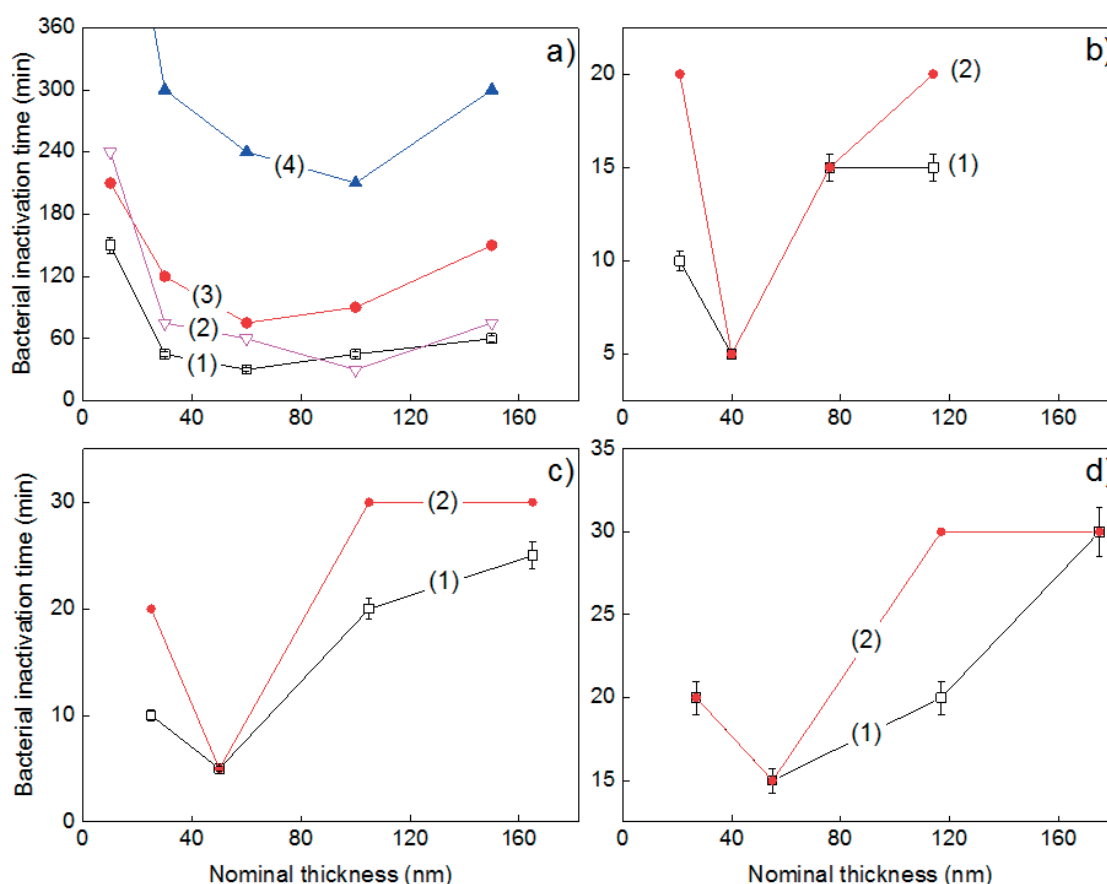 a)
Bacterial inactivation time (min)
360
300
240
180
120
60
0
(4)
(3)
(2)
(1)
0 40 80 120 160
b)
20
15
10
5
(2)
(1)
0 40 80 120 160
c)
Bacterial inactivation time (min)
30
20
10
0
(2)
(1)
0 40 80 120 160
Nominal thickness (nm)
d)
35
30
25
20
15
(2)
(1)
0 40 80 120 160
Nominal thickness (nm)